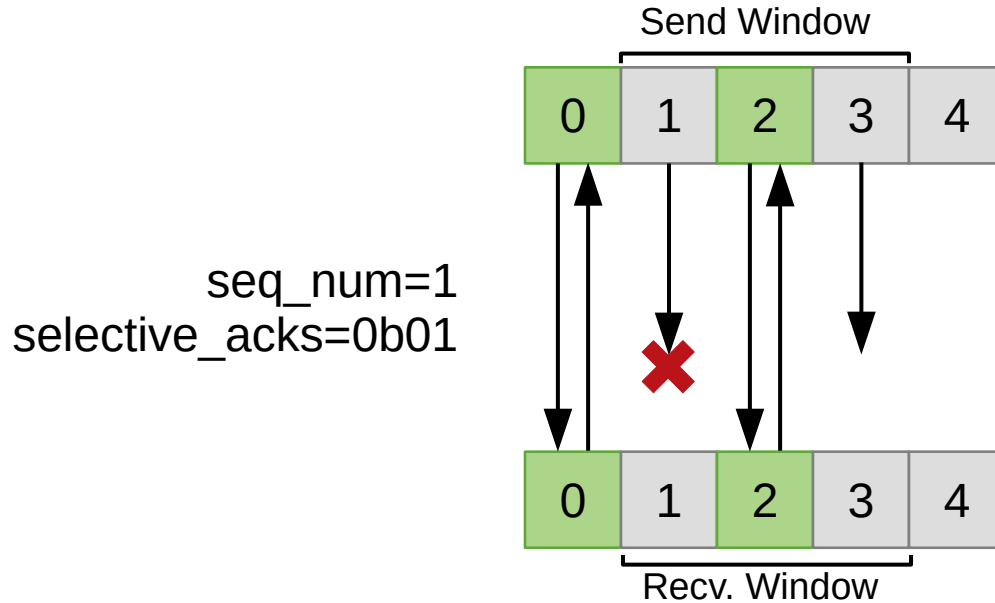 Send Window
0 1 2 3 4
seq_num=1
selective_acks=0b01
0 1 2 3 4
Recv. Window